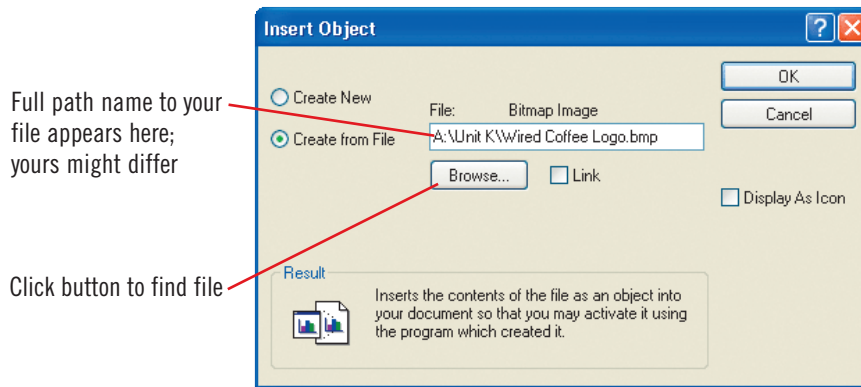 Insert Object
Full path name to your
file appears here;
yours might differ
Create New
Create from File
File: Bitmap Image
A:\Unit K\Wired Coffee Logo.bmp
Browse...
Link
OK
Cancel
Display As Icon
Click button to find file
Result
Inserts the contents of the file as an object into
your document so that you may activate it using
the program which created it.